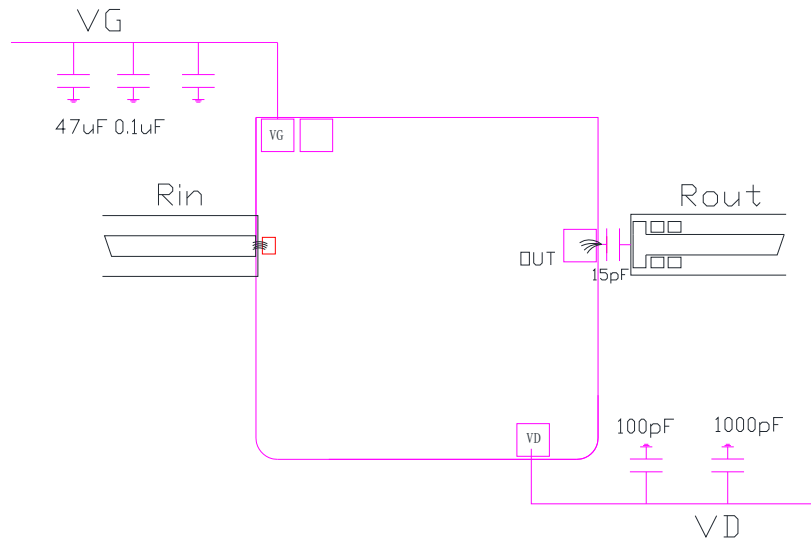 VG
47uF 0.1uF
VG
Rin
Rout
OUT
15pF
VD
100pF
1000pF
VD